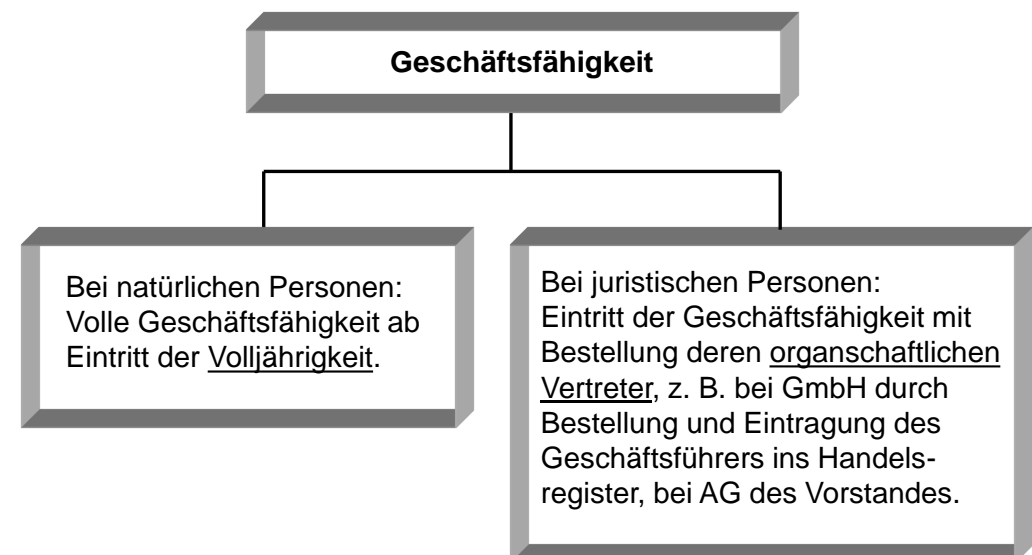 Geschäftsfähigkeit
Bei natürlichen Personen:
Volle Geschäftsfähigkeit ab
Eintritt der Volljährigkeit.
Bei juristischen Personen:
Eintritt der Geschäftsfähigkeit mit
Bestellung deren organschaftlichen
Vertreter, z. B. bei GmbH durch
Bestellung und Eintragung des
Geschäftsführers ins Handels-
register, bei AG des Vorstandes.